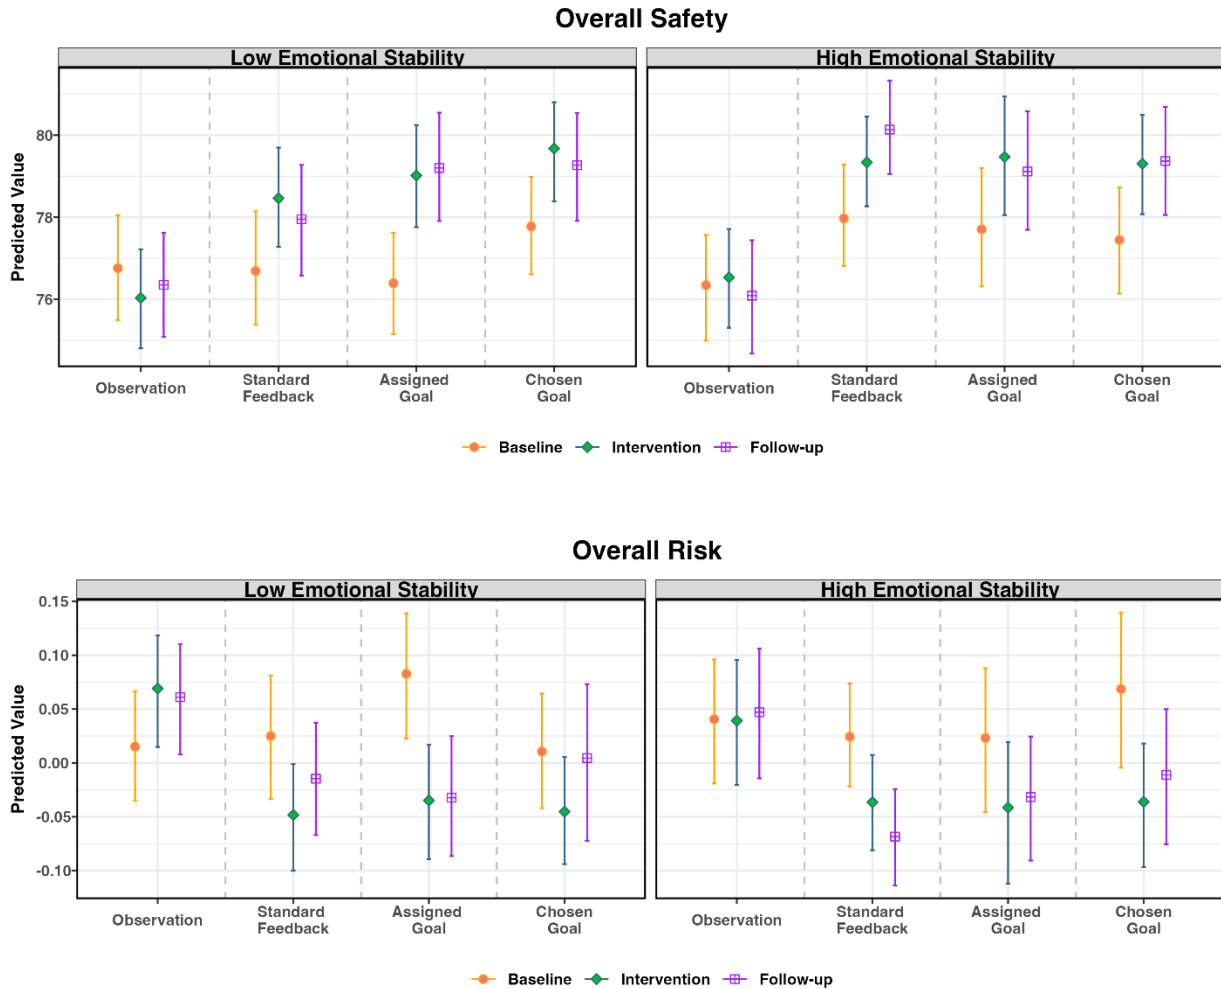 Overall Safety
Low Emotional Stability
High Emotional Stability
Predicted Value
80
78
76
Observation
Standard
Feedback
Assigned
Goal
Chosen
Goal
Observation
Standard
Feedback
Assigned
Goal
Chosen
Goal
Baseline
Intervention
Follow-up
Overall Risk
Low Emotional Stability
High Emotional Stability
Predicted Value
0.15
0.10
0.05
0.00
-0.05
-0.10
Observation
Standard
Feedback
Assigned
Goal
Chosen
Goal
Observation
Standard
Feedback
Assigned
Goal
Chosen
Goal
Baseline
Intervention
Follow-up